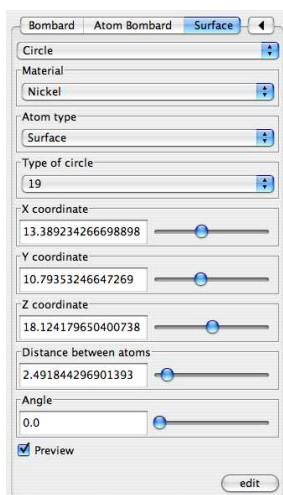 Bombard Atom Bombard Surface
Circle
Material
Nickel
Atom type
Surface
Type of circle
19
X coordinate
13.389234266698898
Y coordinate
10.79353246647269
Z coordinate
18.124179650400738
Distance between atoms
2.491844296901393
Angle
0.0
Preview
edit